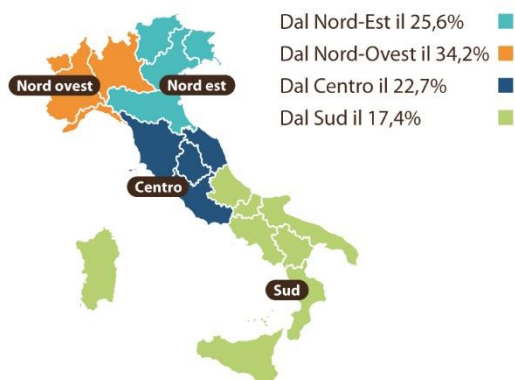 Dal Nord-Est il 25,6%
Dal Nord-Ovest il 34,2%
Dal Centro il 22,7%
Dal Sud il 17,4%
Nord ovest
Nord est
Centro
Sud